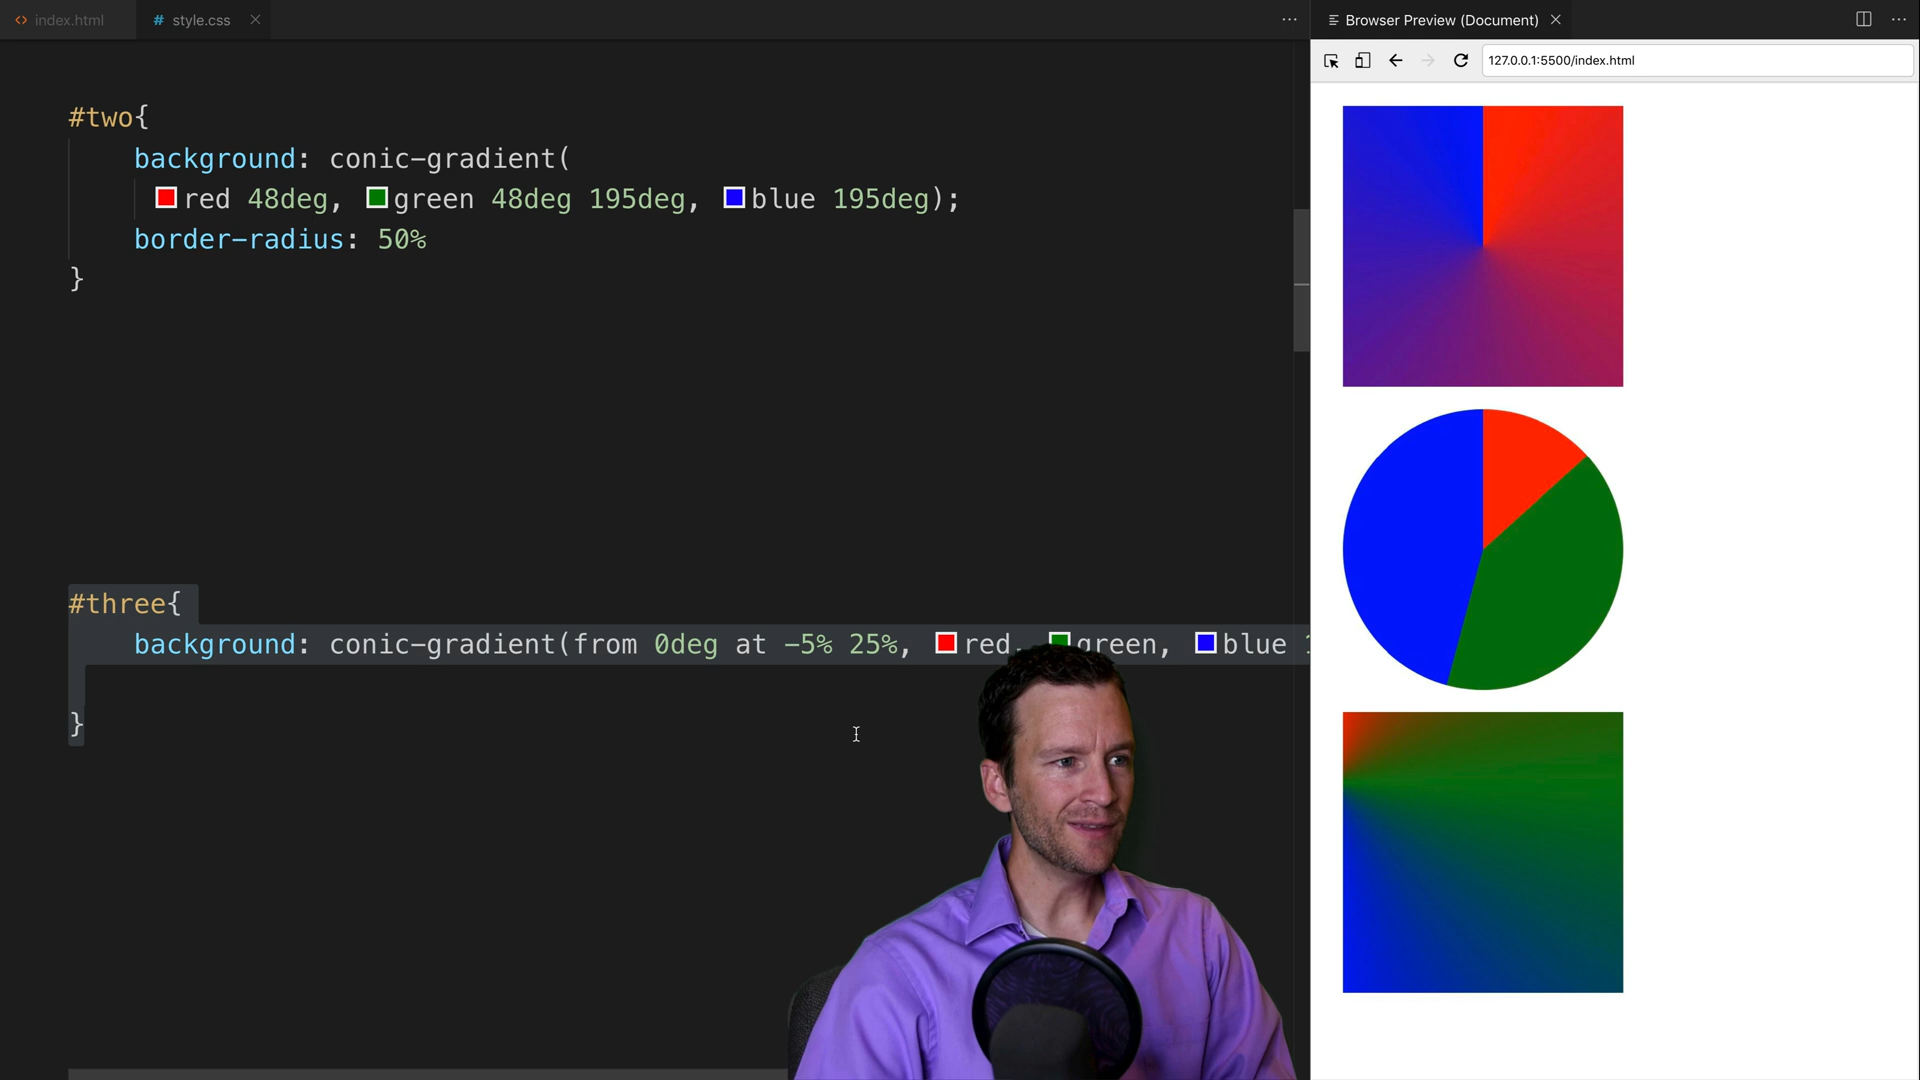 index.html
# style.css
Browser Preview (Document)
127.0.0.1:5500/index.html
#two{
background: conic-gradient(
red 48deg, green 48deg 195deg, blue 195deg);
border-radius: 50%
}
#three{
background: conic-gradient(from 0deg at -5% 25%, red, green, blue
}